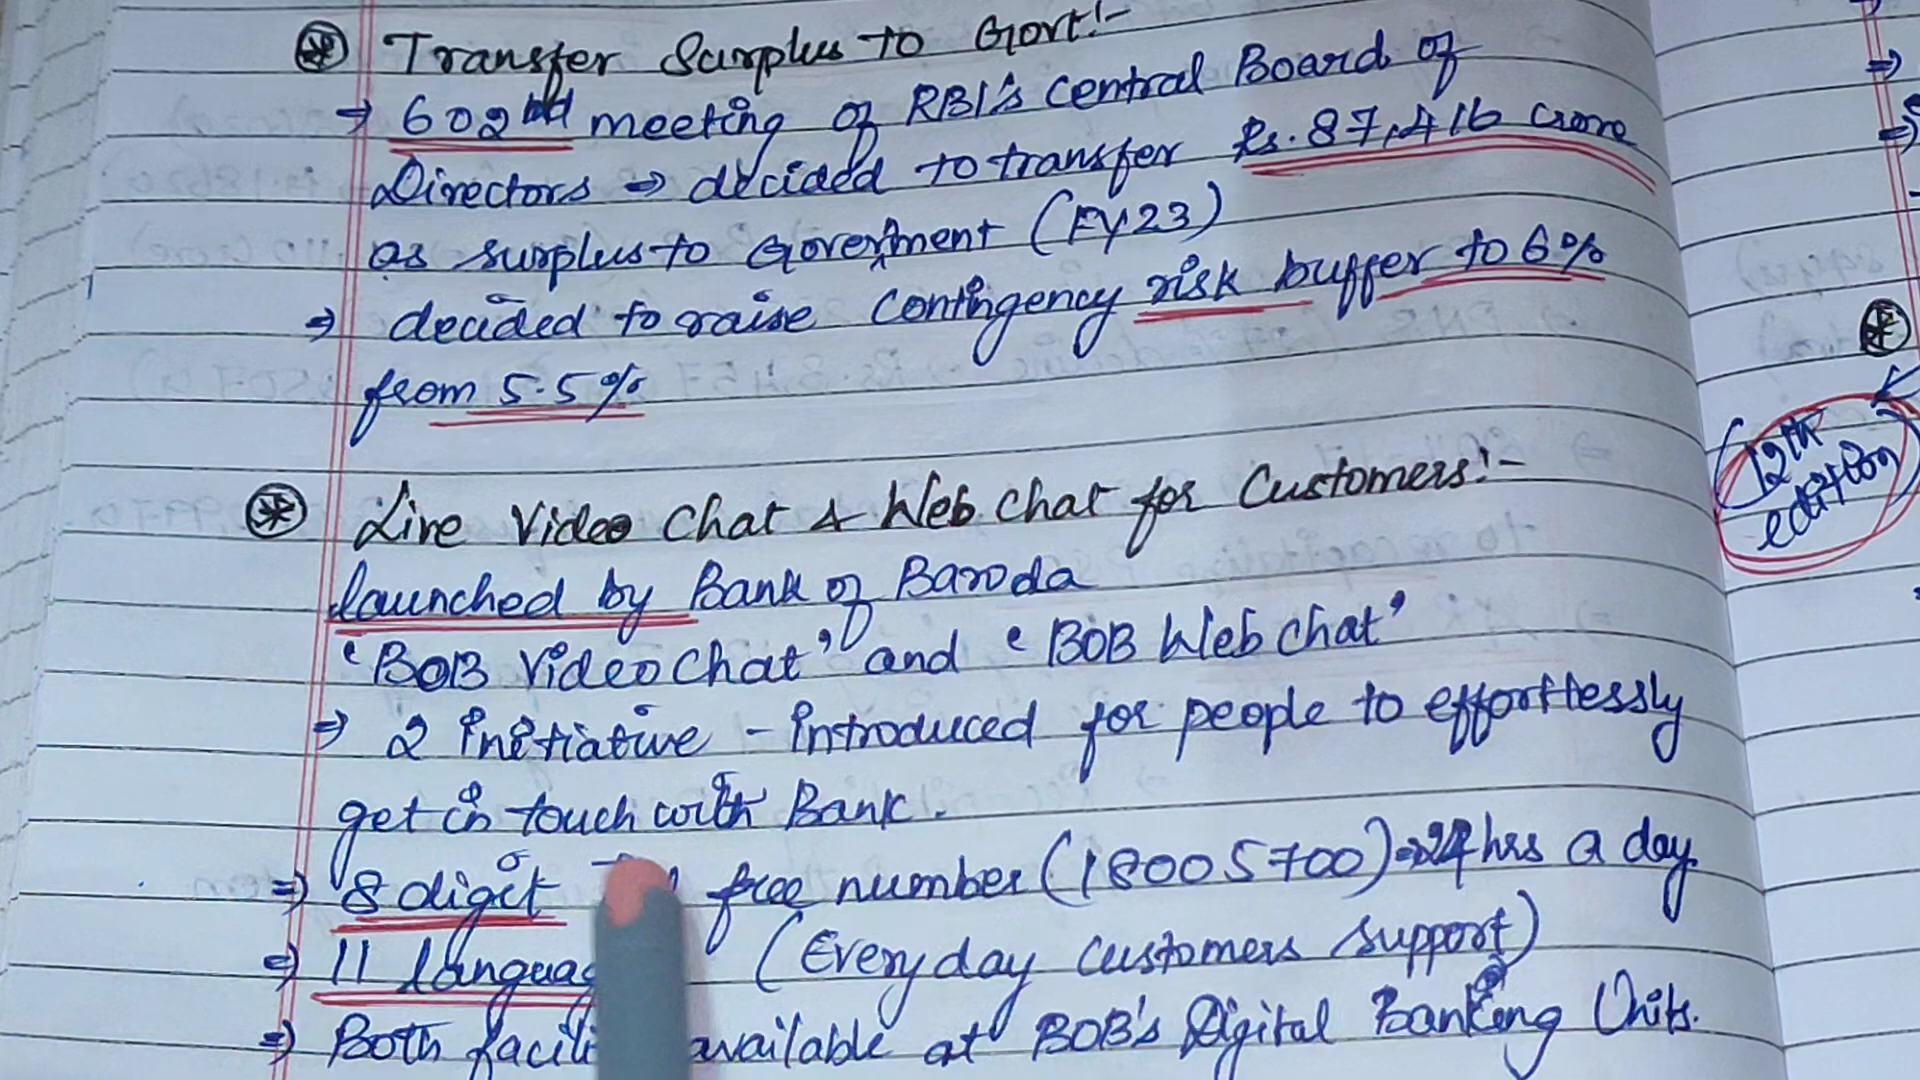 Transfer Surplus to Govt:-
⇒ 602nd meeting of RBI's Central Board of
Directors ⇒ decided to transfer Rs. 87,416 crore
as surplus to Government (FY23)
⇒ decided to raise Contingency risk buffer to 6%
from 5.5%
Live Video Chat & Web Chat for Customers:-
launched by Bank of Baroda
'BOB Video Chat' and 'BOB Web Chat'
⇒ 2 initiative - introduced for people to effortlessly
get in touch with Bank.
⇒ 8 digit free number (18005700) = 24 hrs a day.
⇒ 11 (Everyday customers support)
⇒ Both available at BOB's Digital Banking Units.
12th
edition